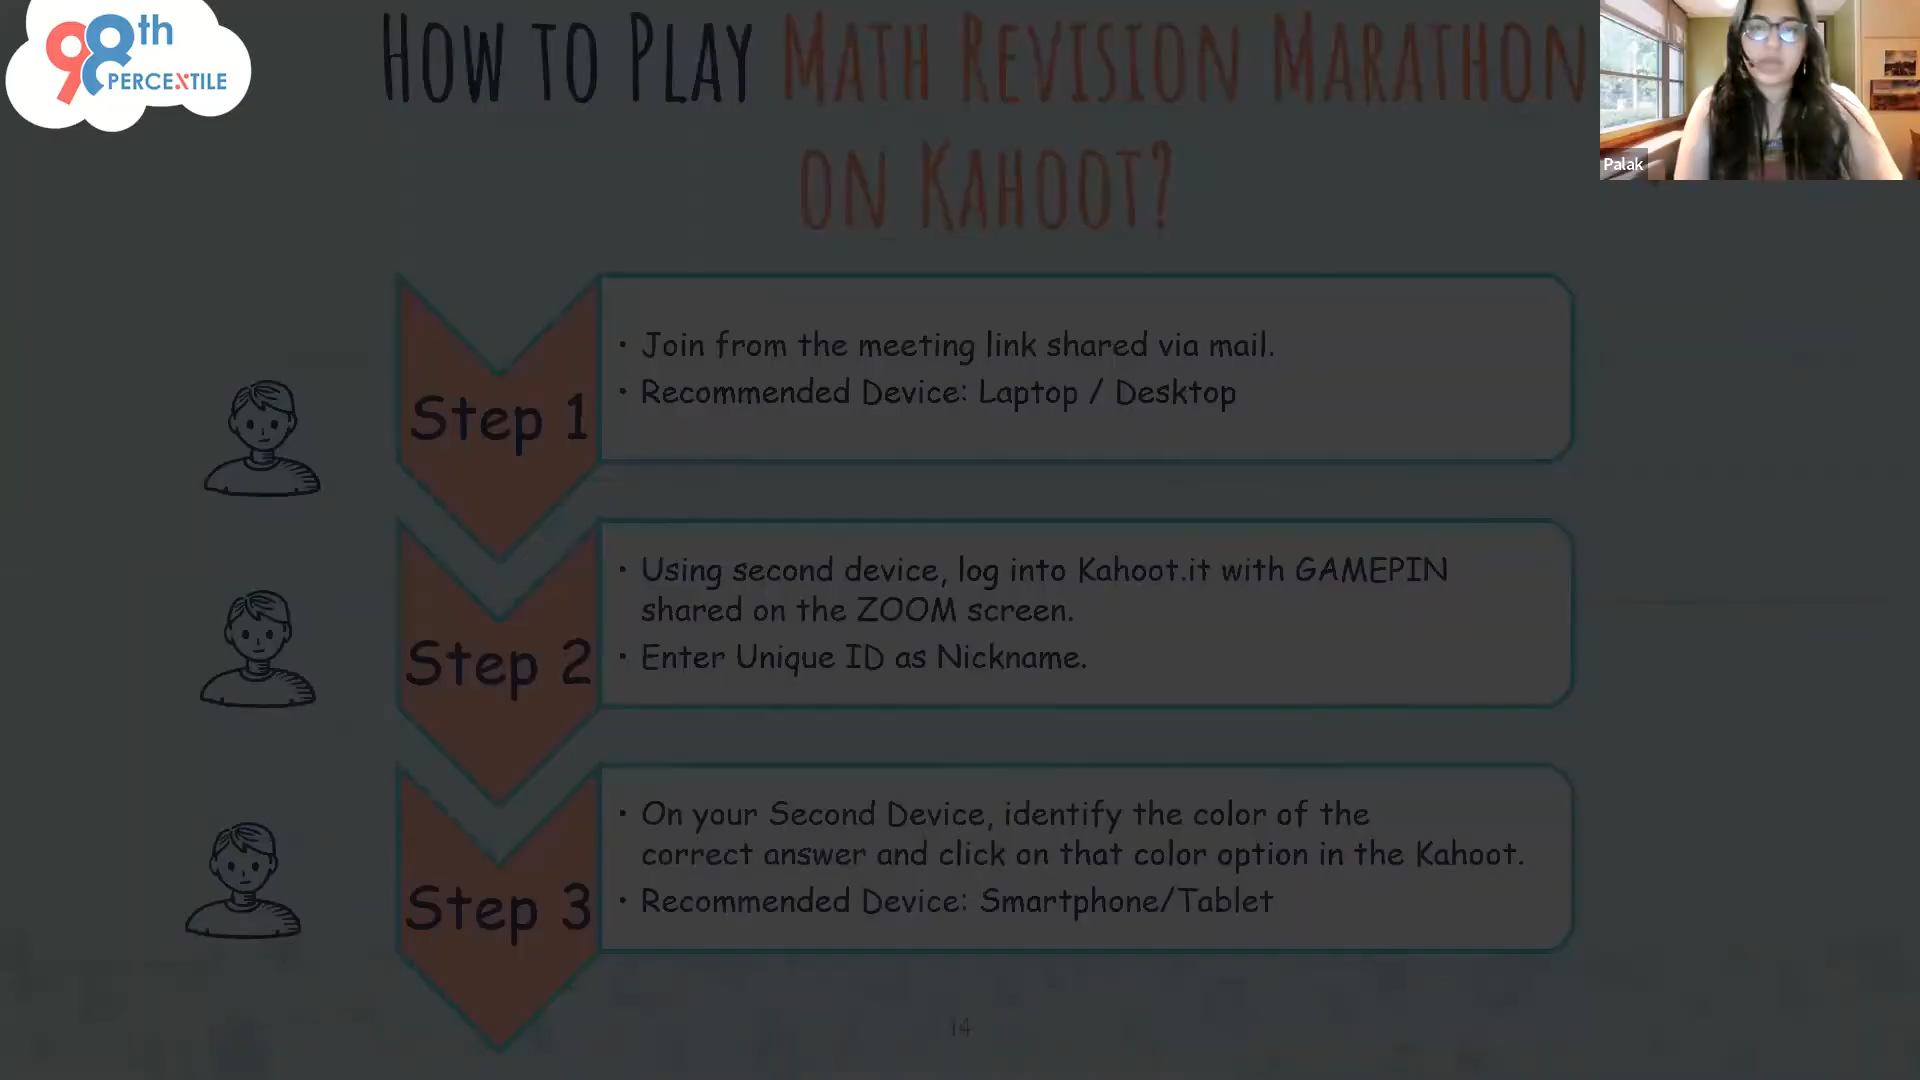 98th
PERCEXTILE
HOW TO PLAY MATH REVISION MARATHON
ON KAHOOT?
Palak
Step 1
• Join from the meeting link shared via mail.
• Recommended Device: Laptop / Desktop
Step 2
• Using second device, log into Kahoot.it with GAMEPIN
shared on the ZOOM screen.
• Enter Unique ID as Nickname.
Step 3
• On your Second Device, identify the color of the
correct answer and click on that color option in the Kahoot.
• Recommended Device: Smartphone/Tablet
14